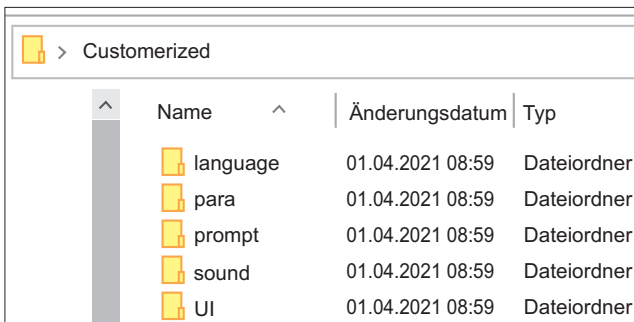 > Customerized
Name Änderungsdatum Typ
language 01.04.2021 08:59 Dateiordner
para 01.04.2021 08:59 Dateiordner
prompt 01.04.2021 08:59 Dateiordner
sound 01.04.2021 08:59 Dateiordner
UI 01.04.2021 08:59 Dateiordner